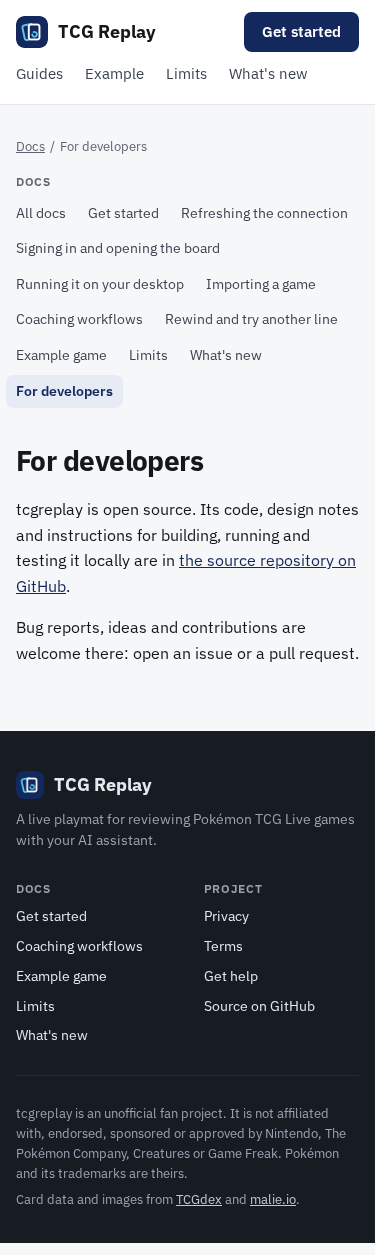 TCG Replay
Get started
Guides Example Limits What's new
Docs / For developers
DOCS
All docs Get started Refreshing the connection
Signing in and opening the board
Running it on your desktop Importing a game
Coaching workflows Rewind and try another line
Example game Limits What's new
For developers
For developers
tcgreplay is open source. Its code, design notes
and instructions for building, running and
testing it locally are in the source repository on
GitHub.
Bug reports, ideas and contributions are
welcome there: open an issue or a pull request.
TCG Replay
A live playmat for reviewing Pokémon TCG Live games
with your AI assistant.
DOCS
Get started
Coaching workflows
Example game
Limits
What's new
PROJECT
Privacy
Terms
Get help
Source on GitHub
tcgreplay is an unofficial fan project. It is not affiliated
with, endorsed, sponsored or approved by Nintendo, The
Pokémon Company, Creatures or Game Freak. Pokémon
and its trademarks are theirs.
Card data and images from TCGdex and malie.io.